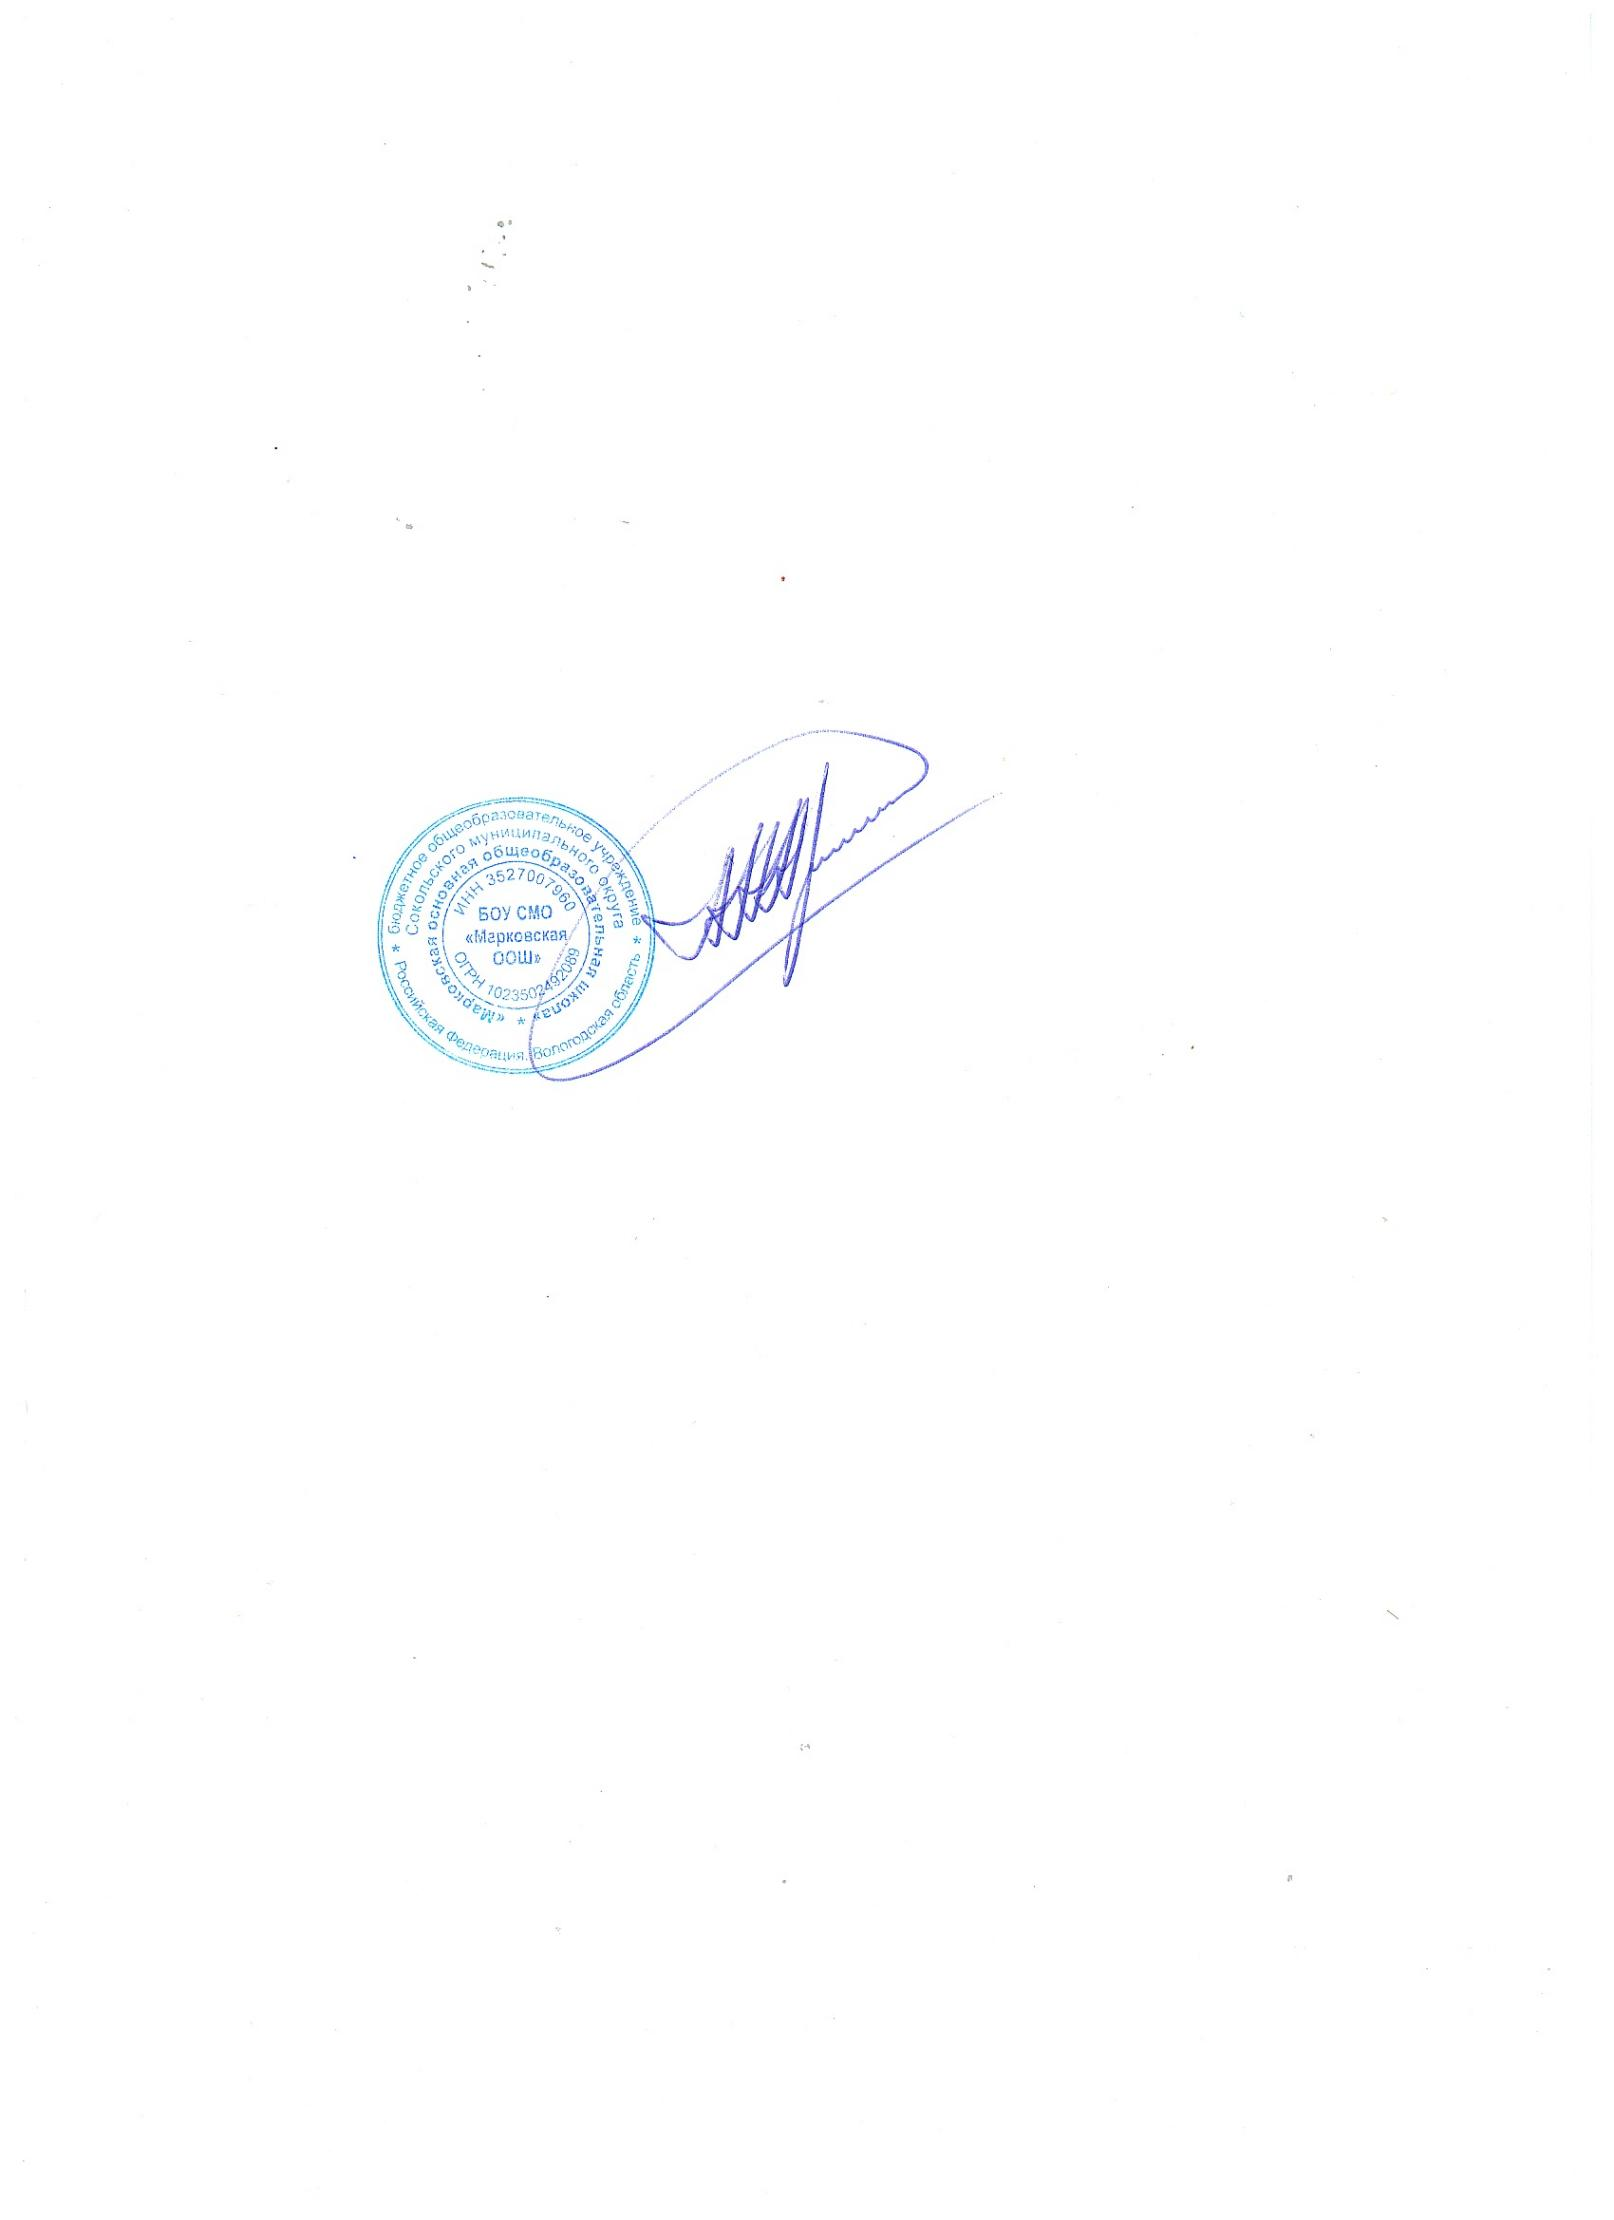 * бюджетное общеобразовательное учреждение *
Российская Федерация, Вологодская область
Сокольского муниципального округа
«Марковская основная общеобразовательная школа» *
ИНН 3527007960
БОУ СМО
«Марковская
ООШ»
ОГРН 1023502492089